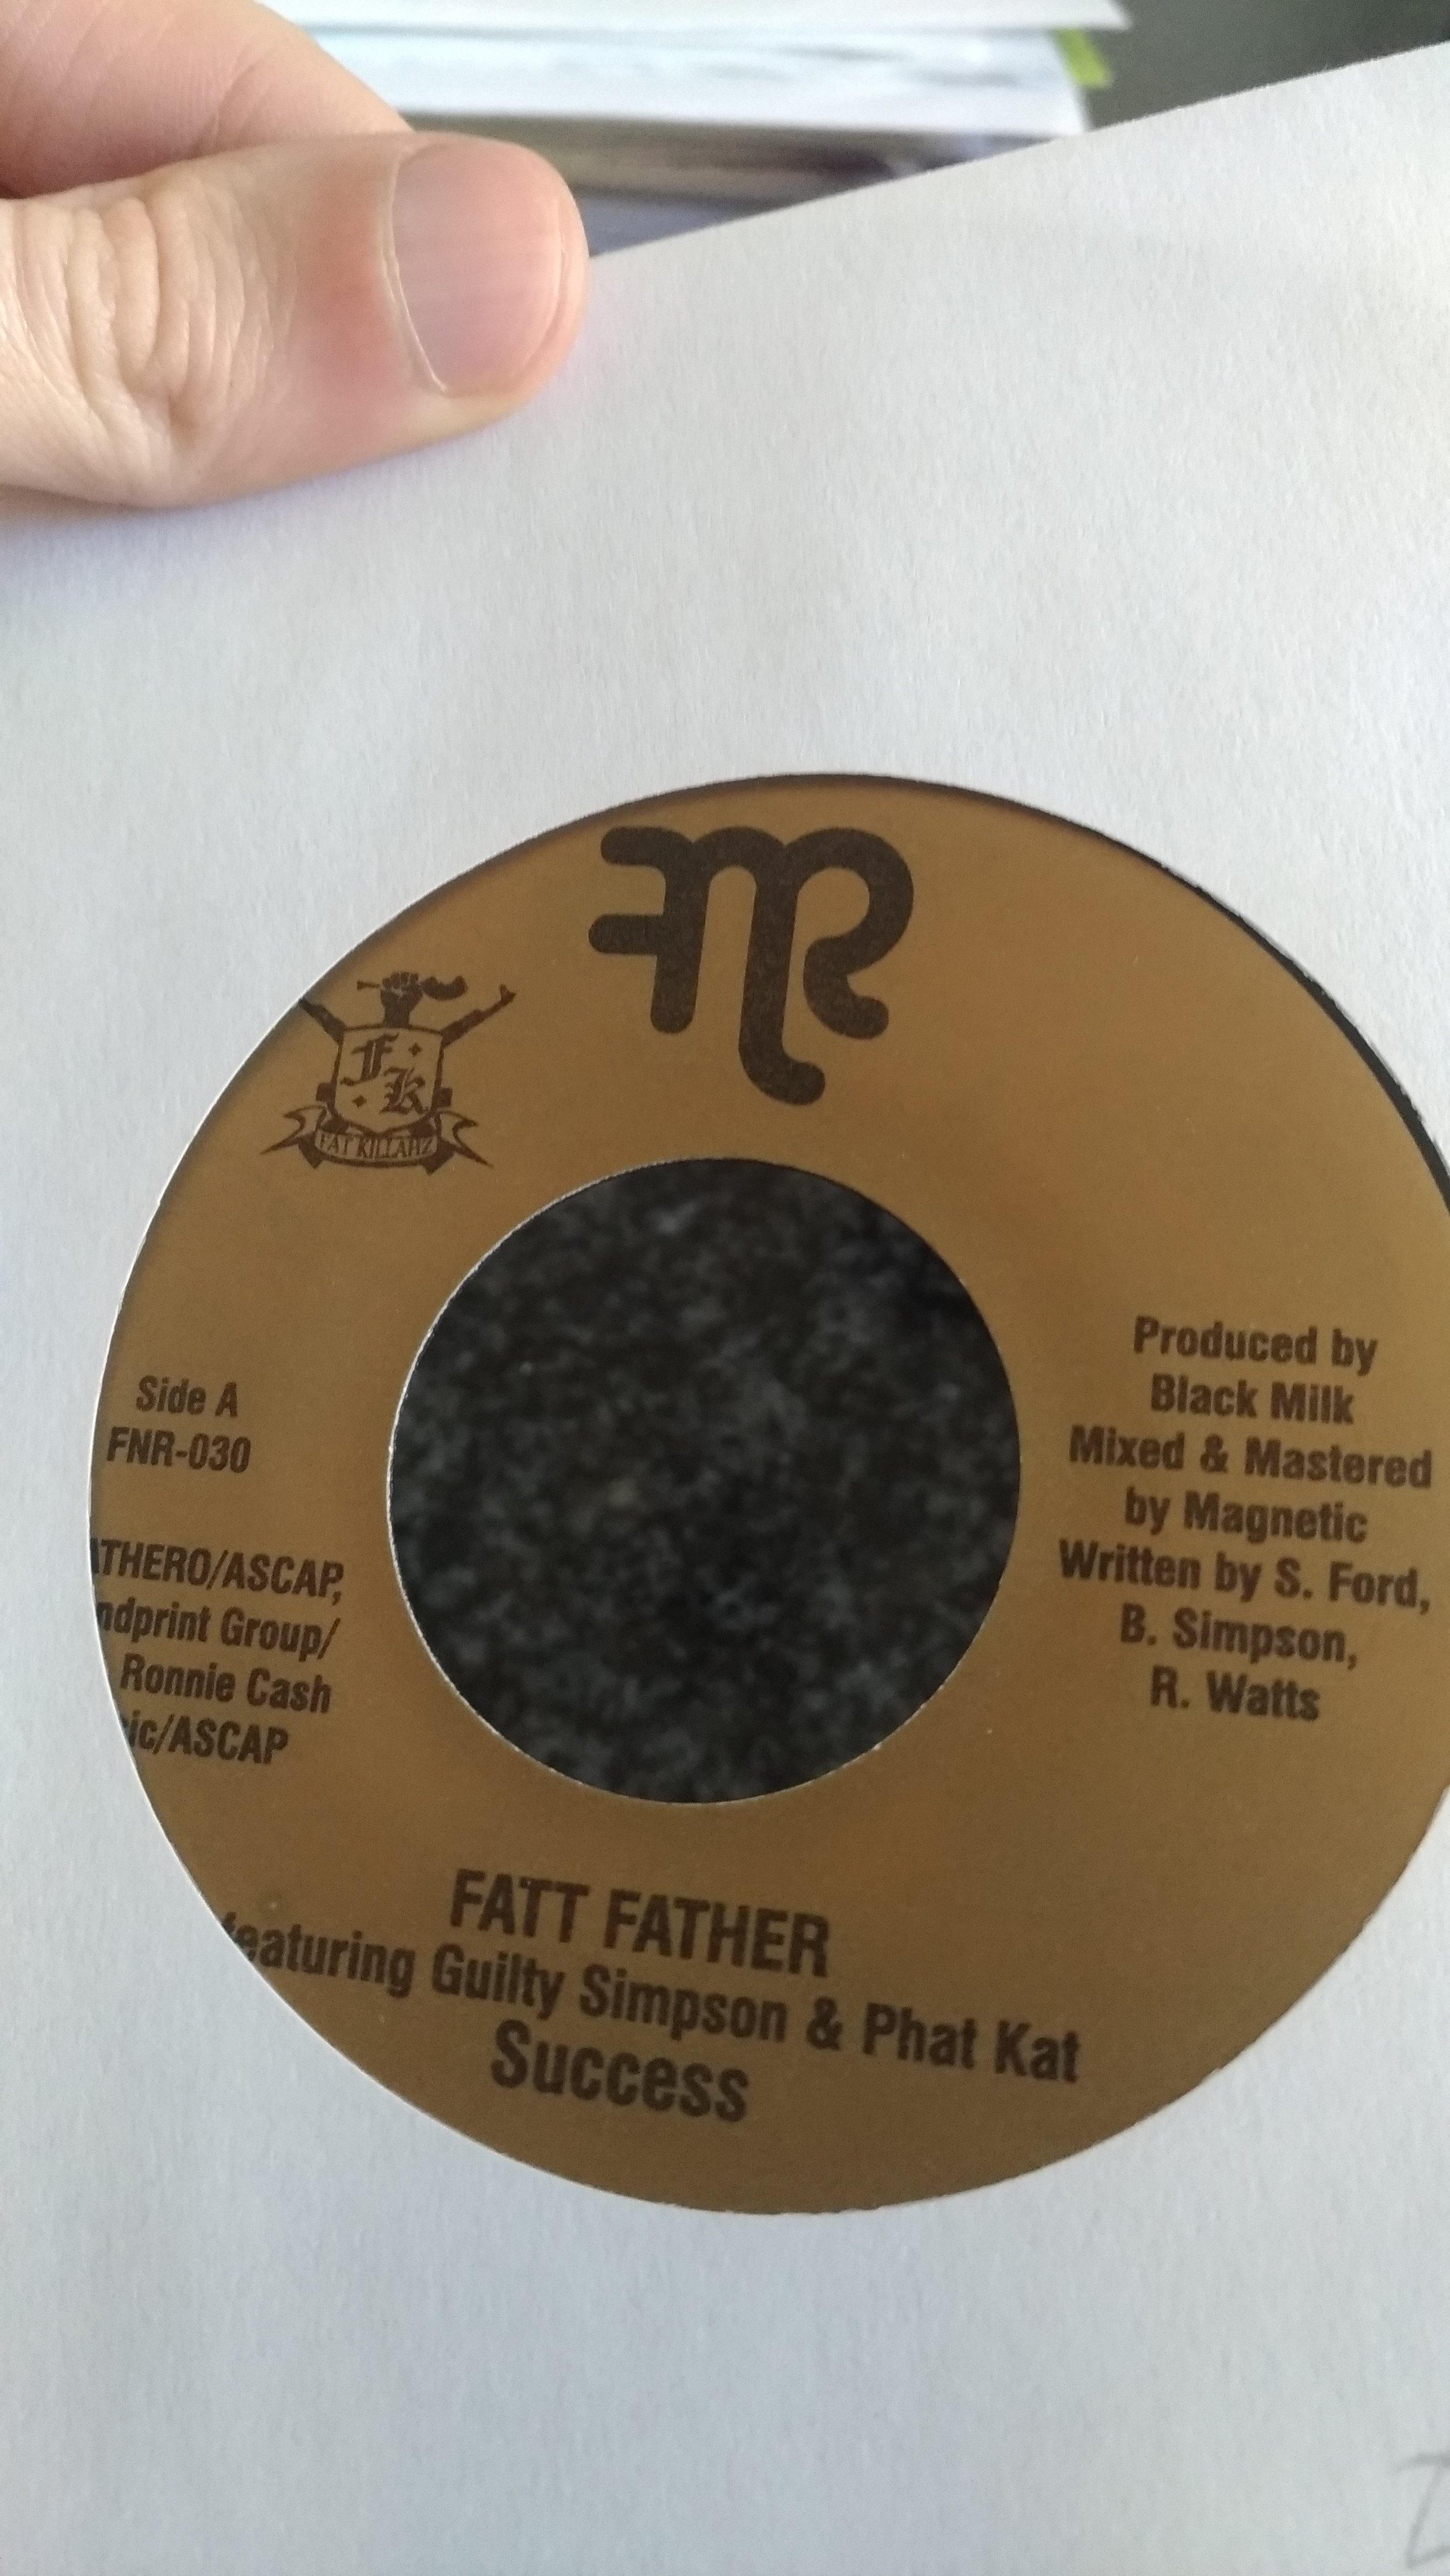 FNR
F K
FAT KILLAHZ
Side A
FNR-030
THERO/ASCAP,
ndprint Group/
Ronnie Cash
ic/ASCAP
Produced by
Black Milk
Mixed & Mastered
by Magnetic
Written by S. Ford,
B. Simpson,
R. Watts
FATT FATHER
featuring Guilty Simpson & Phat Kat
Success